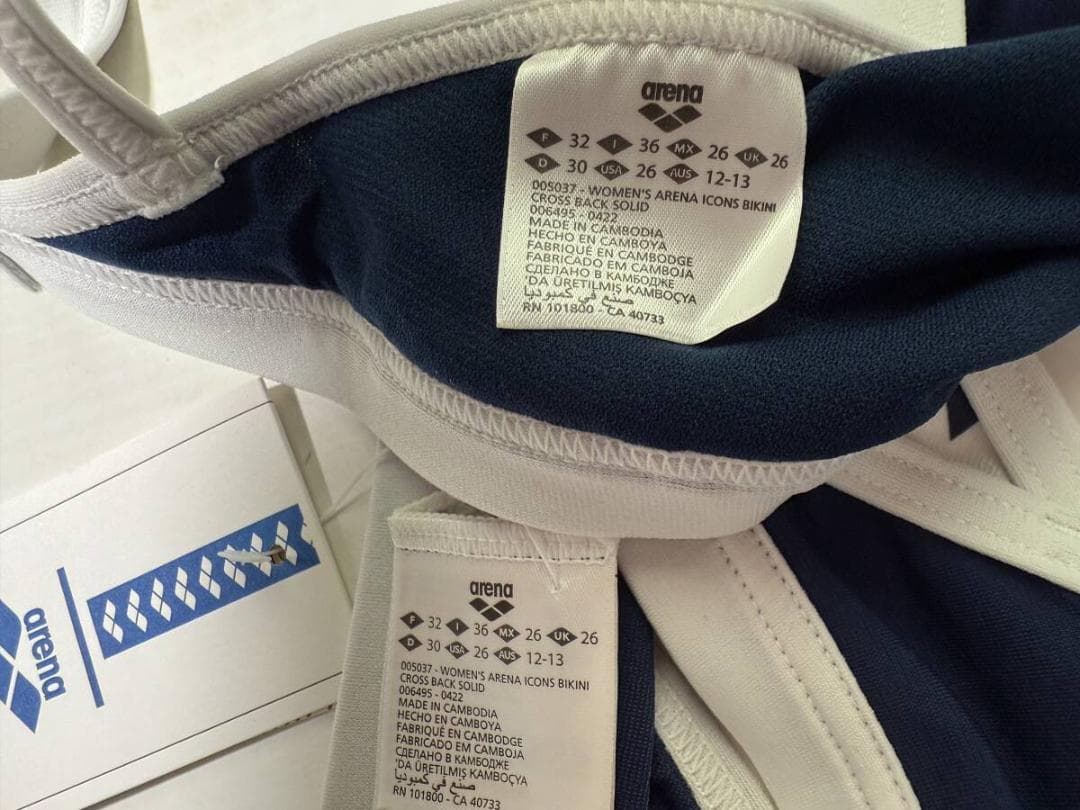 arena
F 32 I 36 MX 26 UK 26
D 30 USA 26 AUS 12-13
005037 - WOMEN'S ARENA ICONS BIKINI
CROSS BACK SOLID
006495 - 0422
MADE IN CAMBODIA
HECHO EN CAMBOYA
FABRIQUÉ EN CAMBODGE
FABRICADO EM CAMBOJA
СДЕЛАНО В КАМБОДЖЕ
'DA ÜRETILMIŞ KAMBOÇYA
صنع في كمبوديا
RN 101800 - CA 40733
arena
arena
F 32 I 36 MX 26 UK 26
D 30 USA 26 AUS 12-13
005037 - WOMEN'S ARENA ICONS BIKINI
CROSS BACK SOLID
006495 - 0422
MADE IN CAMBODIA
HECHO EN CAMBOYA
FABRIQUÉ EN CAMBODGE
FABRICADO EM CAMBOJA
СДЕЛАНО В КАМБОДЖЕ
'DA ÜRETILMIŞ KAMBOÇYA
صنع في كمبوديا
RN 101800 - CA 40733